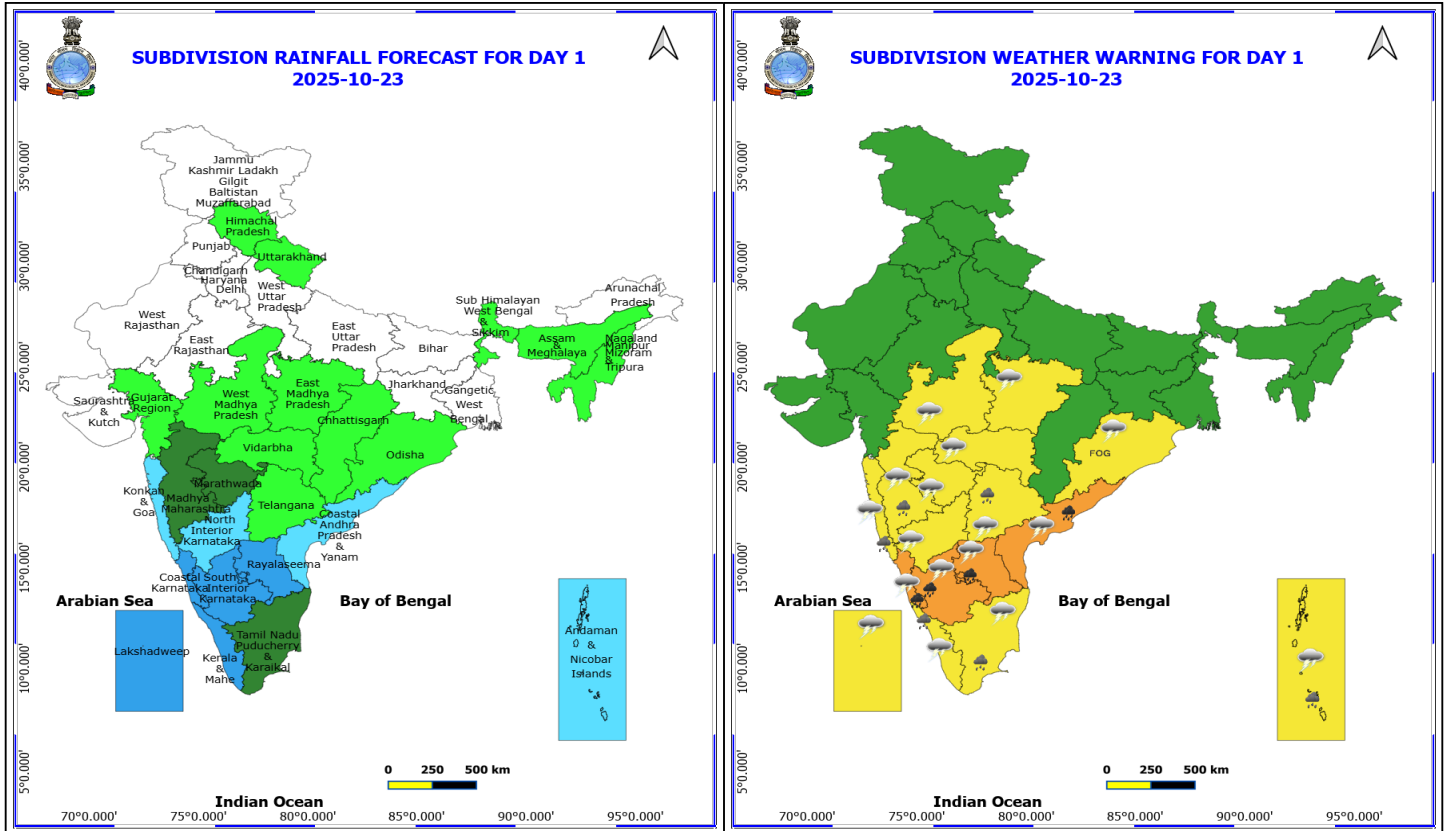 SUBDIVISION RAINFALL FORECAST FOR DAY 1
2025-10-23
40°0.000'
35°0.000'
30°0.000'
25°0.000'
20°0.000'
15°0.000'
10°0.000'
5°0.000'
Jammu
Kashmir Ladakh
Gilgit
Baltistan
Muzaffarabad
Himachal
Pradesh
Punjab
Uttarakhand
Chandigarh
Haryana
Delhi
West
Uttar
Pradesh
West
Rajasthan
East
Rajasthan
East
Uttar
Pradesh
Bihar
Sub Himalayan
West Bengal
&
Sikkim
Arunachal
Pradesh
Assam
&
Meghalaya
Nagaland
Manipur
Mizoram
&
Tripura
Saurashtra
&
Kutch
Gujarat
Region
West
Madhya
Pradesh
East
Madhya
Pradesh
Jharkhand
Gangetic
West
Bengal
Chhattisgarh
Vidarbha
Odisha
Konkan
&
Goa
Madhya
Maharashtra
Marathwada
Telangana
North
Interior
Karnataka
Coastal
Andhra
Pradesh
&
Yanam
Rayalaseema
Coastal
Karnataka
South
Interior
Karnataka
Arabian Sea
Bay of Bengal
Lakshadweep
Kerala
&
Mahe
Tamil Nadu
Puducherry
&
Karaikal
Andaman
&
Nicobar
Islands
0 250 500 km
Indian Ocean
70°0.000' 75°0.000' 80°0.000' 85°0.000' 90°0.000' 95°0.000'
SUBDIVISION WEATHER WARNING FOR DAY 1
2025-10-23
40°0.000'
35°0.000'
30°0.000'
25°0.000'
20°0.000'
15°0.000'
10°0.000'
5°0.000'
FOG
Arabian Sea
Bay of Bengal
0 250 500 km
Indian Ocean
70°0.000' 75°0.000' 80°0.000' 85°0.000' 90°0.000' 95°0.000'